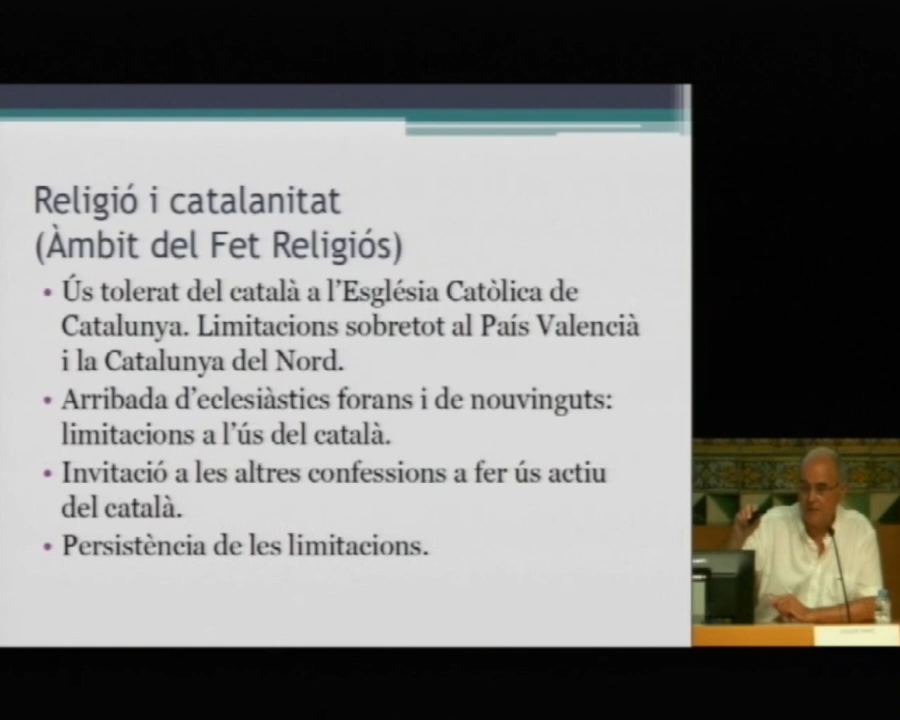 Religió i catalanitat
(Àmbit del Fet Religiós)
• Ús tolerat del català a l'Església Catòlica de
Catalunya. Limitacions sobretot al País Valencià
i la Catalunya del Nord.
• Arribada d'eclesiàstics forans i de nouvinguts:
limitacions a l'ús del català.
• Invitació a les altres confessions a fer ús actiu
del català.
• Persistència de les limitacions.